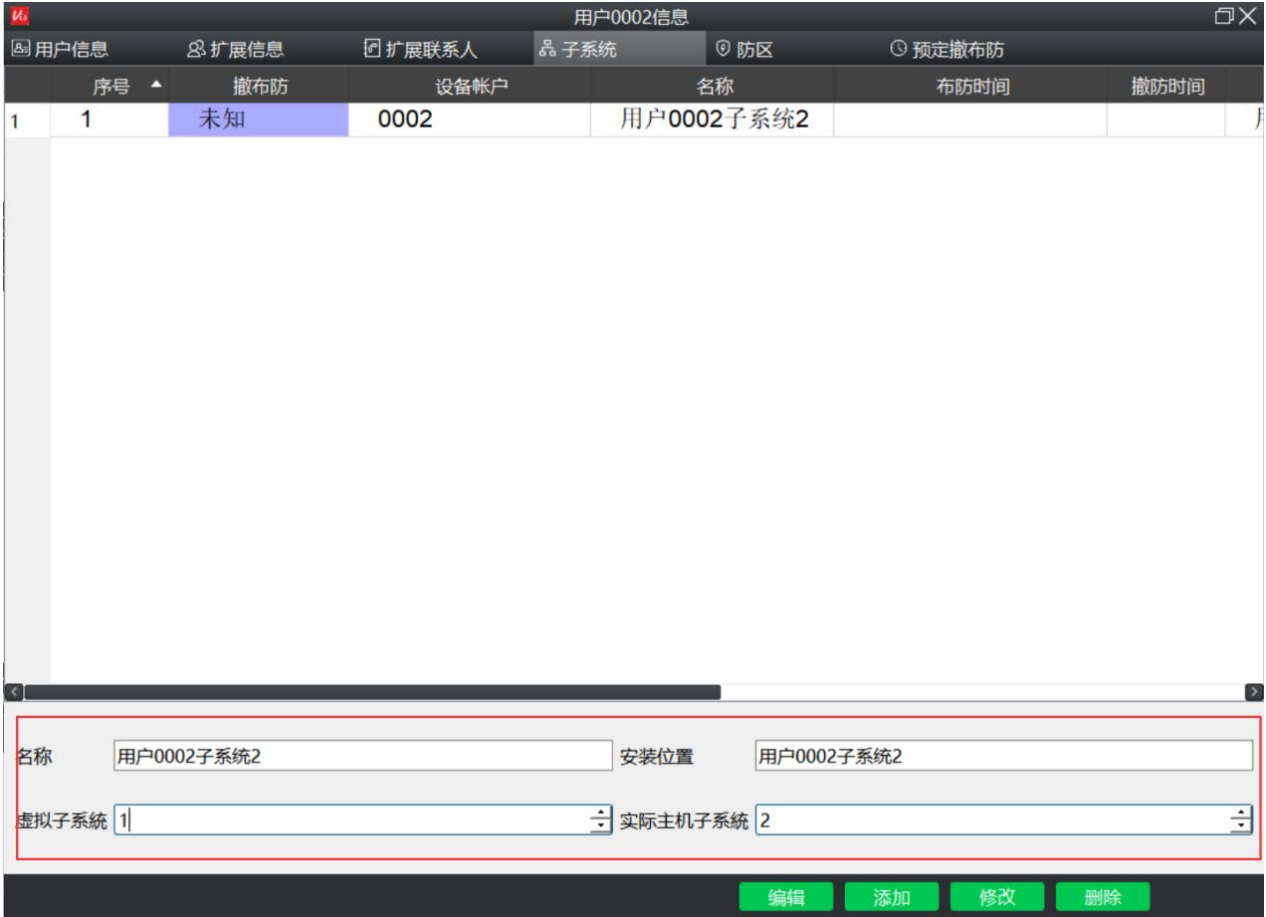 用户0002信息
用户信息 扩展信息 扩展联系人 子系统 防区 预定撤布防
序号 撤布防 设备帐户 名称 布防时间 撤防时间
1 1 未知 0002 用户0002子系统2
名称 用户0002子系统2 安装位置 用户0002子系统2
虚拟子系統 1 实际主机子系統 2
编辑 添加 修改 删除